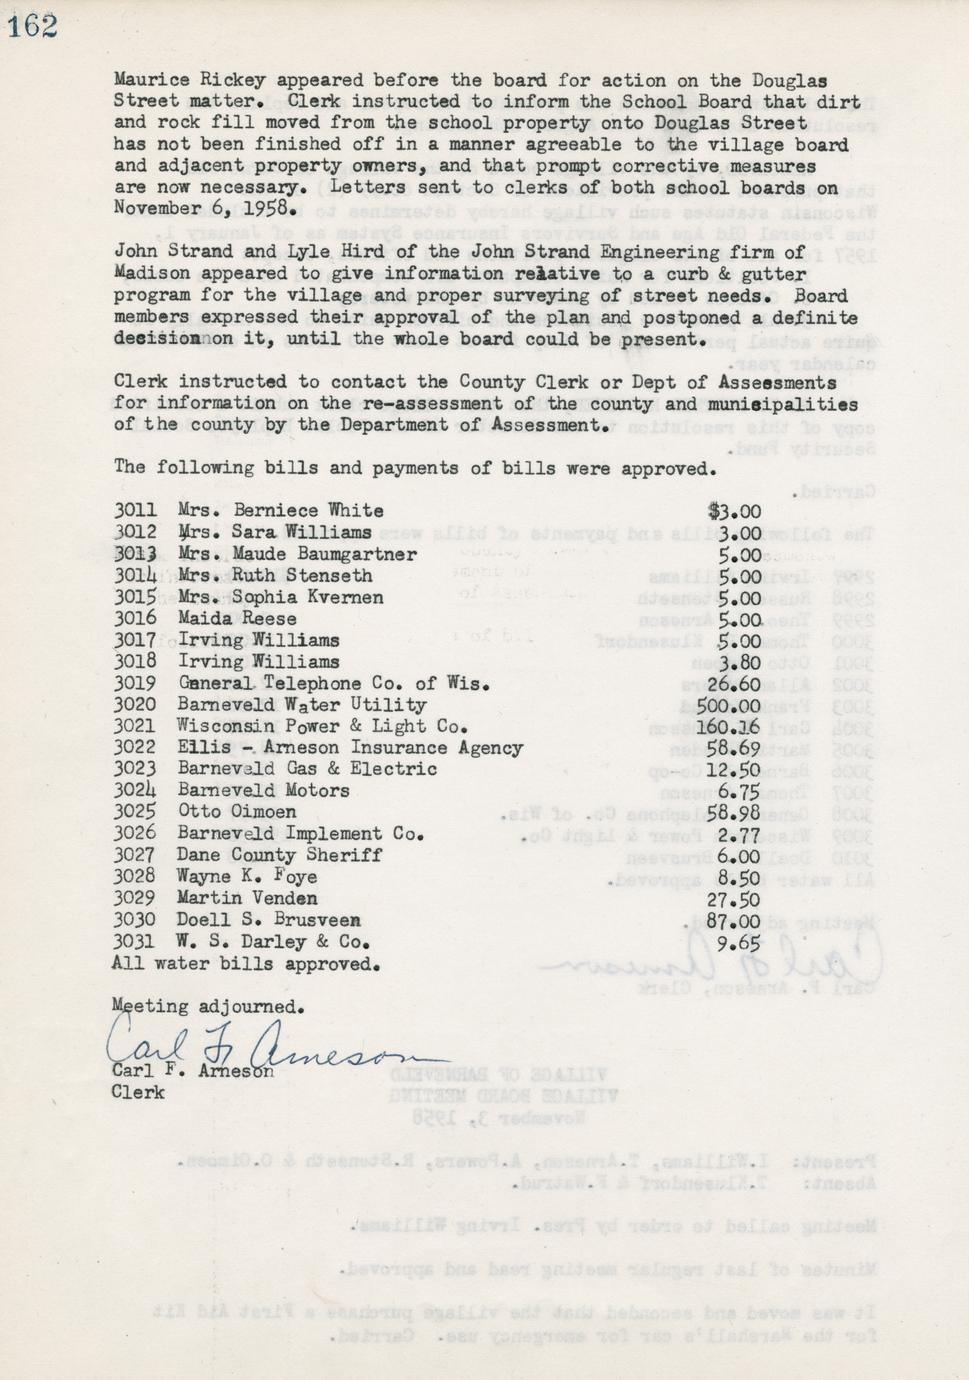 162
Maurice Rickey appeared before the board for action on the Douglas
Street matter. Clerk instructed to inform the School Board that dirt
and rock fill moved from the school property onto Douglas Street
has not been finished off in a manner agreeable to the village board
and adjacent property owners, and that prompt corrective measures
are now necessary. Letters sent to clerks of both school boards on
November 6, 1958.
John Strand and Lyle Hird of the John Strand Engineering firm of
Madison appeared to give information relative to a curb & gutter
program for the village and proper surveying of street needs. Board
members expressed their approval of the plan and postponed a definite
decision on it, until the whole board could be present.
Clerk instructed to contact the County Clerk or Dept of Assessments
for information on the re-assessment of the county and municipalities
of the county by the Department of Assessment.
The following bills and payments of bills were approved.
3011 Mrs. Berniece White $3.00
3012 Mrs. Sara Williams 3.00
3013 Mrs. Maude Baumgartner 5.00
3014 Mrs. Ruth Stenseth 5.00
3015 Mrs. Sophia Kvernen 5.00
3016 Maida Reese 5.00
3017 Irving Williams 5.00
3018 Irving Williams 3.80
3019 General Telephone Co. of Wis. 26.60
3020 Barneveld Water Utility 500.00
3021 Wisconsin Power & Light Co. 160.16
3022 Ellis - Arneson Insurance Agency 58.69
3023 Barneveld Gas & Electric 12.50
3024 Barneveld Motors 6.75
3025 Otto Oimoen 58.98
3026 Barneveld Implement Co. 2.77
3027 Dane County Sheriff 6.00
3028 Wayne K. Foye 8.50
3029 Martin Venden 27.50
3030 Doell S. Brusveen 87.00
3031 W. S. Darley & Co. 9.65
All water bills approved.
Meeting adjourned.
Carl F. Arneson
Carl F. Arneson
Clerk